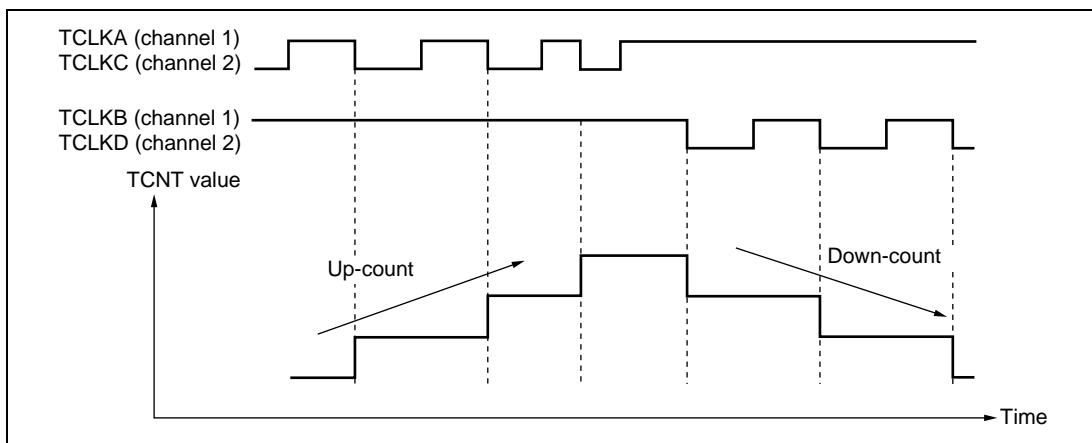 TCLKA (channel 1)
TCLKC (channel 2)
TCLKB (channel 1)
TCLKD (channel 2)
TCNT value
Up-count
Down-count
Time